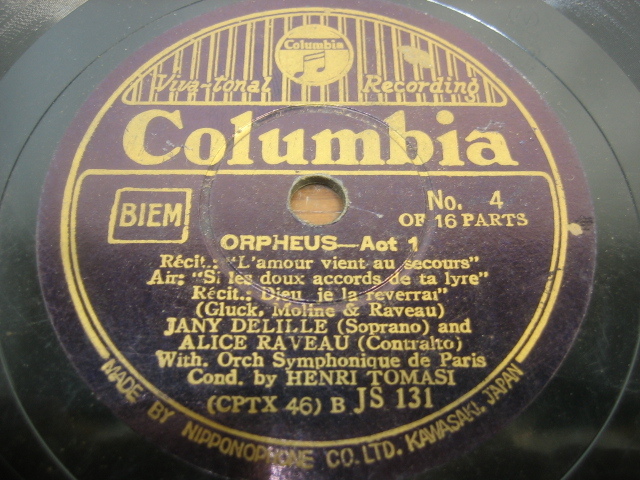 Columbia
Viva-tonal Recording
Columbia
BIEM
No. 4
OF 16 PARTS
ORPHEUS—Act 1
Récit.: "L'amour vient au secours"
Air: "Si les doux accords de ta lyre"
Récit.: Dieu, je la reverrai"
(Gluck, Moline & Raveau)
JANY DELILLE (Soprano) and
ALICE RAVEAU (Contralto)
With. Orch Symphonique de Paris
Cond. by HENRI TOMASI
(CPTX 46) B JS 131
MADE BY NIPPONOPHONE CO. LTD. KAWASAKI, JAPAN